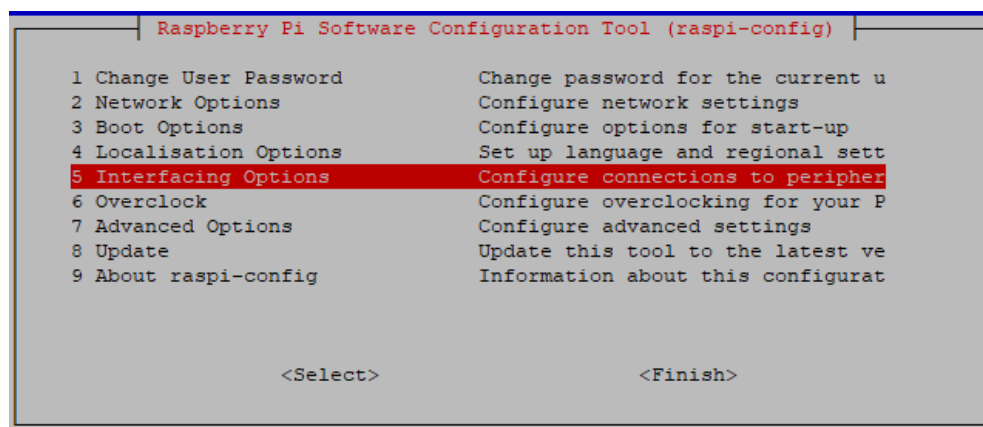 Raspberry Pi Software Configuration Tool (raspi-config)
1 Change User Password Change password for the current u
2 Network Options Configure network settings
3 Boot Options Configure options for start-up
4 Localisation Options Set up language and regional sett
5 Interfacing Options Configure connections to peripher
6 Overclock Configure overclocking for your P
7 Advanced Options Configure advanced settings
8 Update Update this tool to the latest ve
9 About raspi-config Information about this configurat
<Select> <Finish>